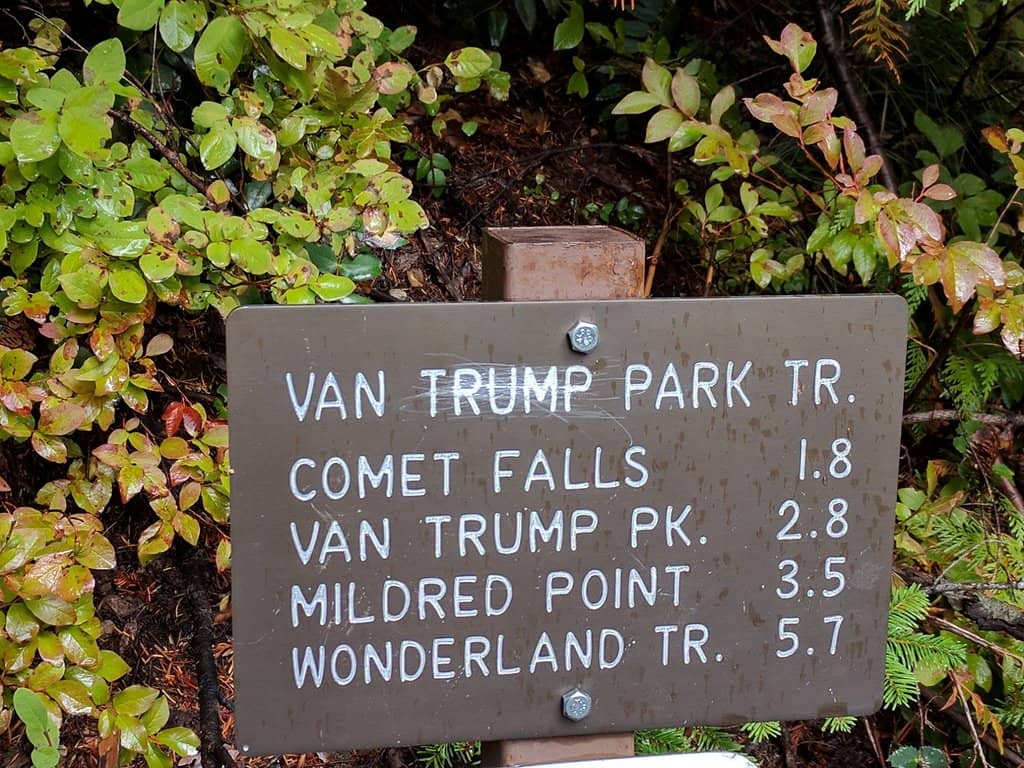 VAN TRUMP PARK TR.
COMET FALLS 1.8
VAN TRUMP PK. 2.8
MILDRED POINT 3.5
WONDERLAND TR. 5.7